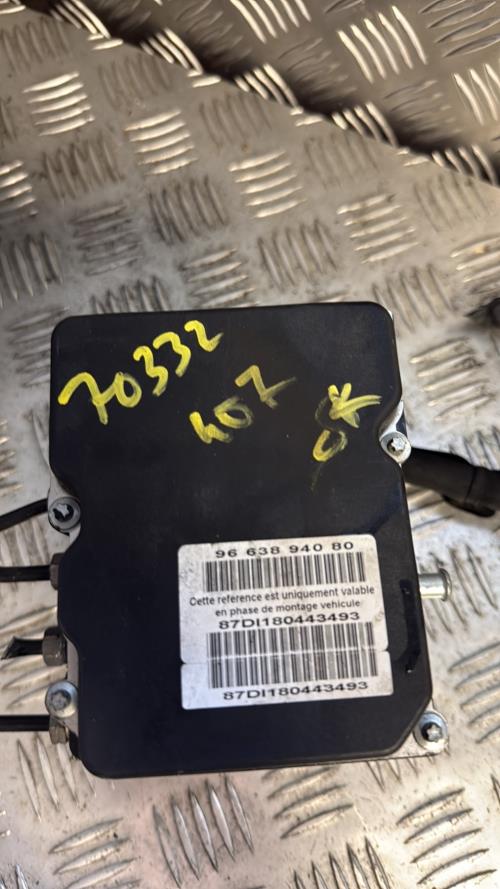 70332
407
OK
96 638 940 80
Cette reference est uniquement valable
en phase de montage vehicule
87DI180443493
87DI180443493